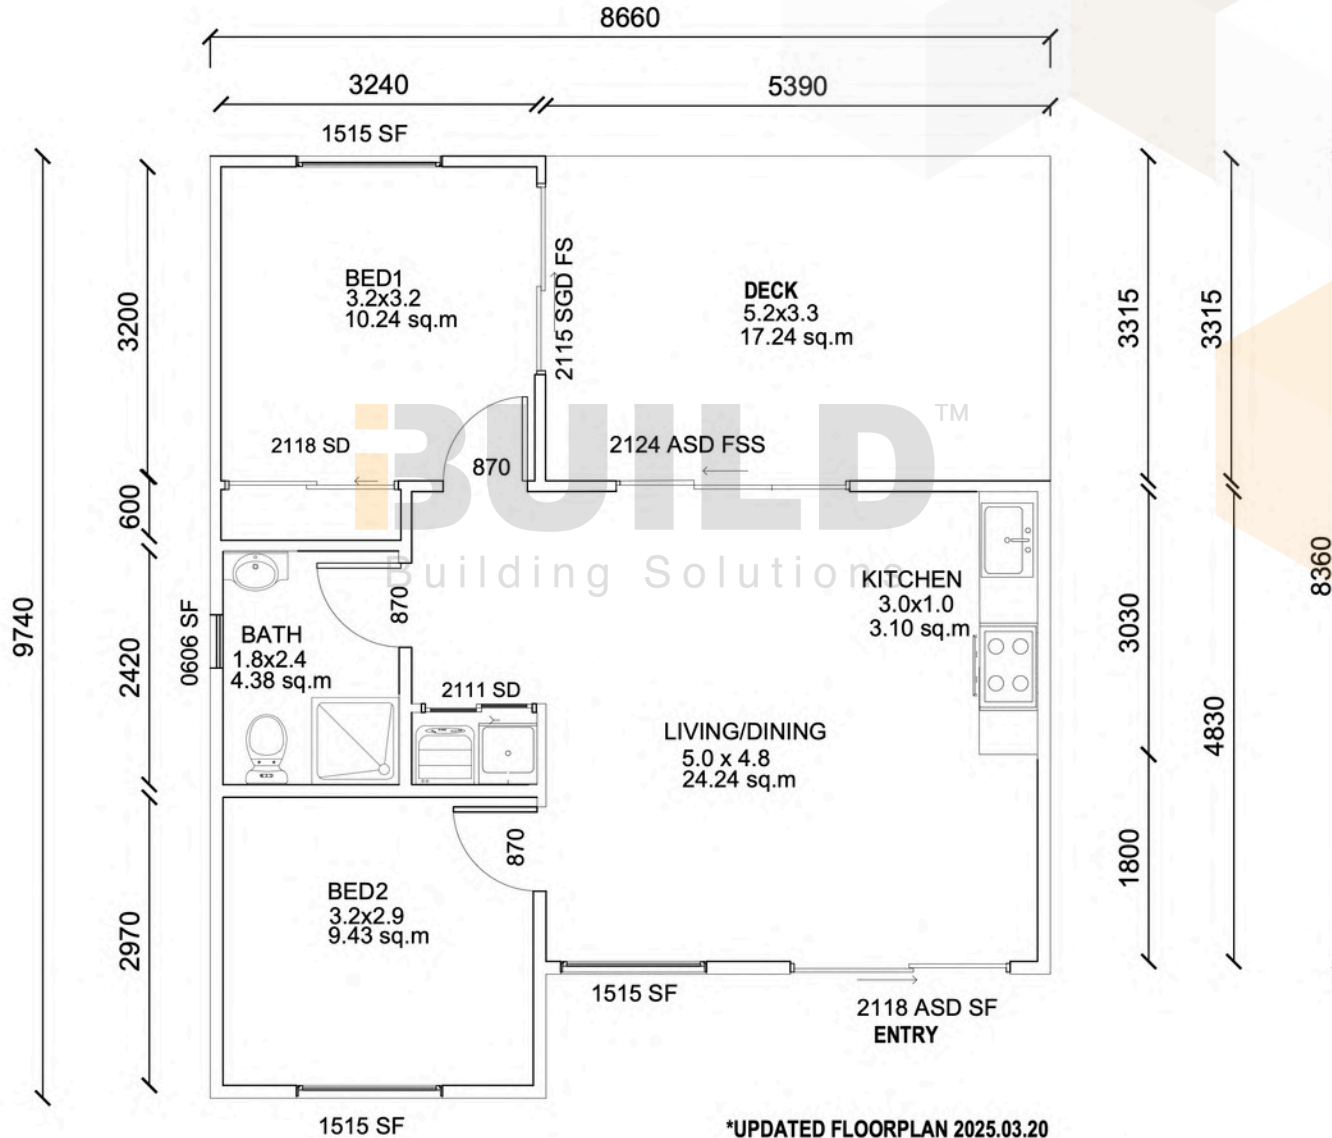 8660
3240
5390
1515 SF
BED1
3.2x3.2
10.24 sq.m
2115 SGD FS
DECK
5.2x3.3
17.24 sq.m
3200
3315
3315
2118 SD
870
2124 ASD FSS
iBUILD™
Building Solutions
600
KITCHEN
3.0x1.0
3.10 sq.m
8360
9740
0606 SF
870
BATH
1.8x2.4
4.38 sq.m
2420
3030
2111 SD
LIVING/DINING
5.0 x 4.8
24.24 sq.m
4830
870
1800
BED2
3.2x2.9
9.43 sq.m
2970
1515 SF
2118 ASD SF
ENTRY
1515 SF
*UPDATED FLOORPLAN 2025.03.20